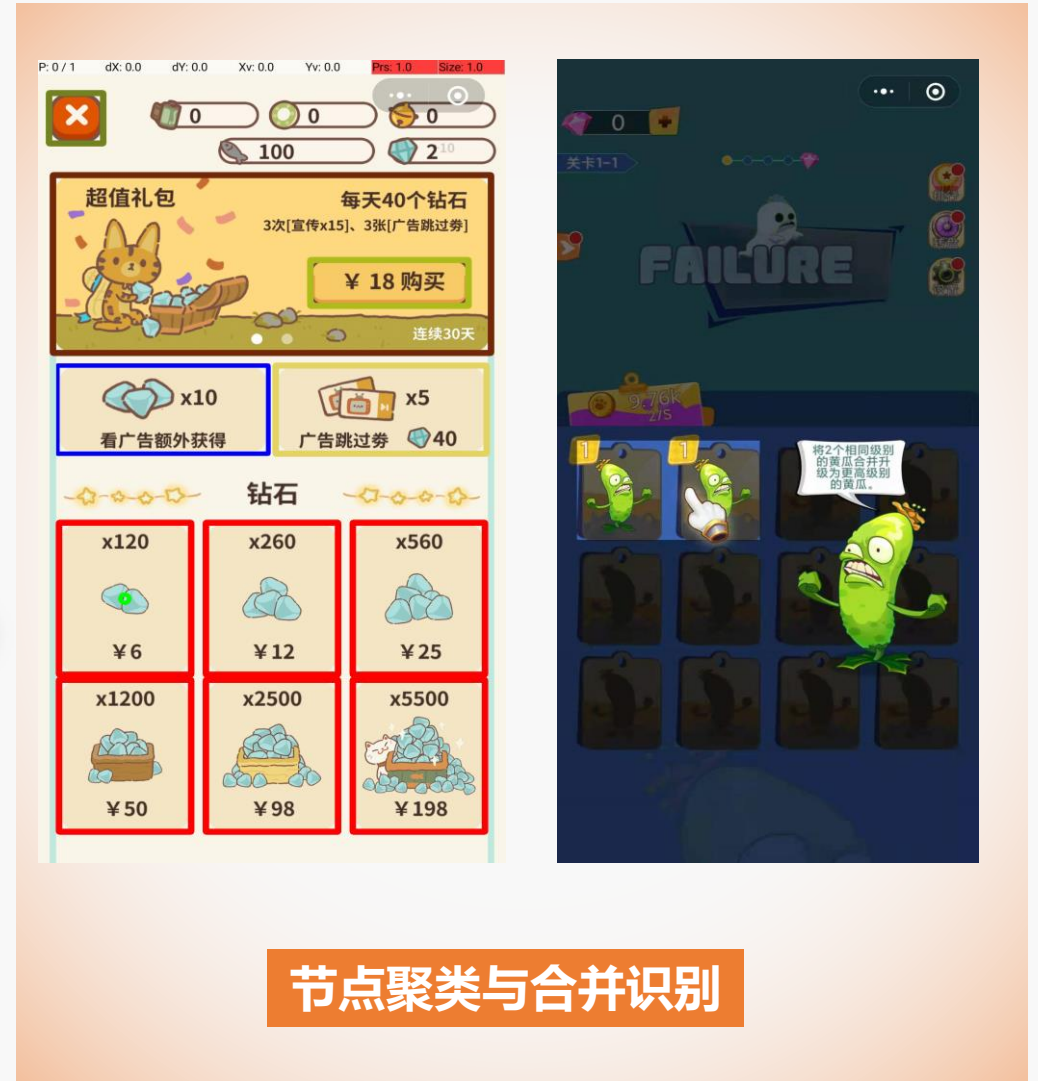 P: 0 / 1 dX: 0.0 dY: 0.0 Xv: 0.0 Yv: 0.0 Prs: 1.0 Size: 1.0
0 0 0
100 2 10
超值礼包
每天40个钻石
3次[宣传x15]、3张[广告跳过券]
¥ 18 购买
连续30天
x10
看广告额外获得
x5
广告跳过券 40
钻石
x120 x260 x560
¥6 ¥12 ¥25
x1200 x2500 x5500
¥50 ¥98 ¥198
0
关卡1-1
FAILURE
9.76k
2/S
1 1
将2个相同级别
的黄瓜合并升
级为更高级别
的黄瓜。
节点聚类与合并识别